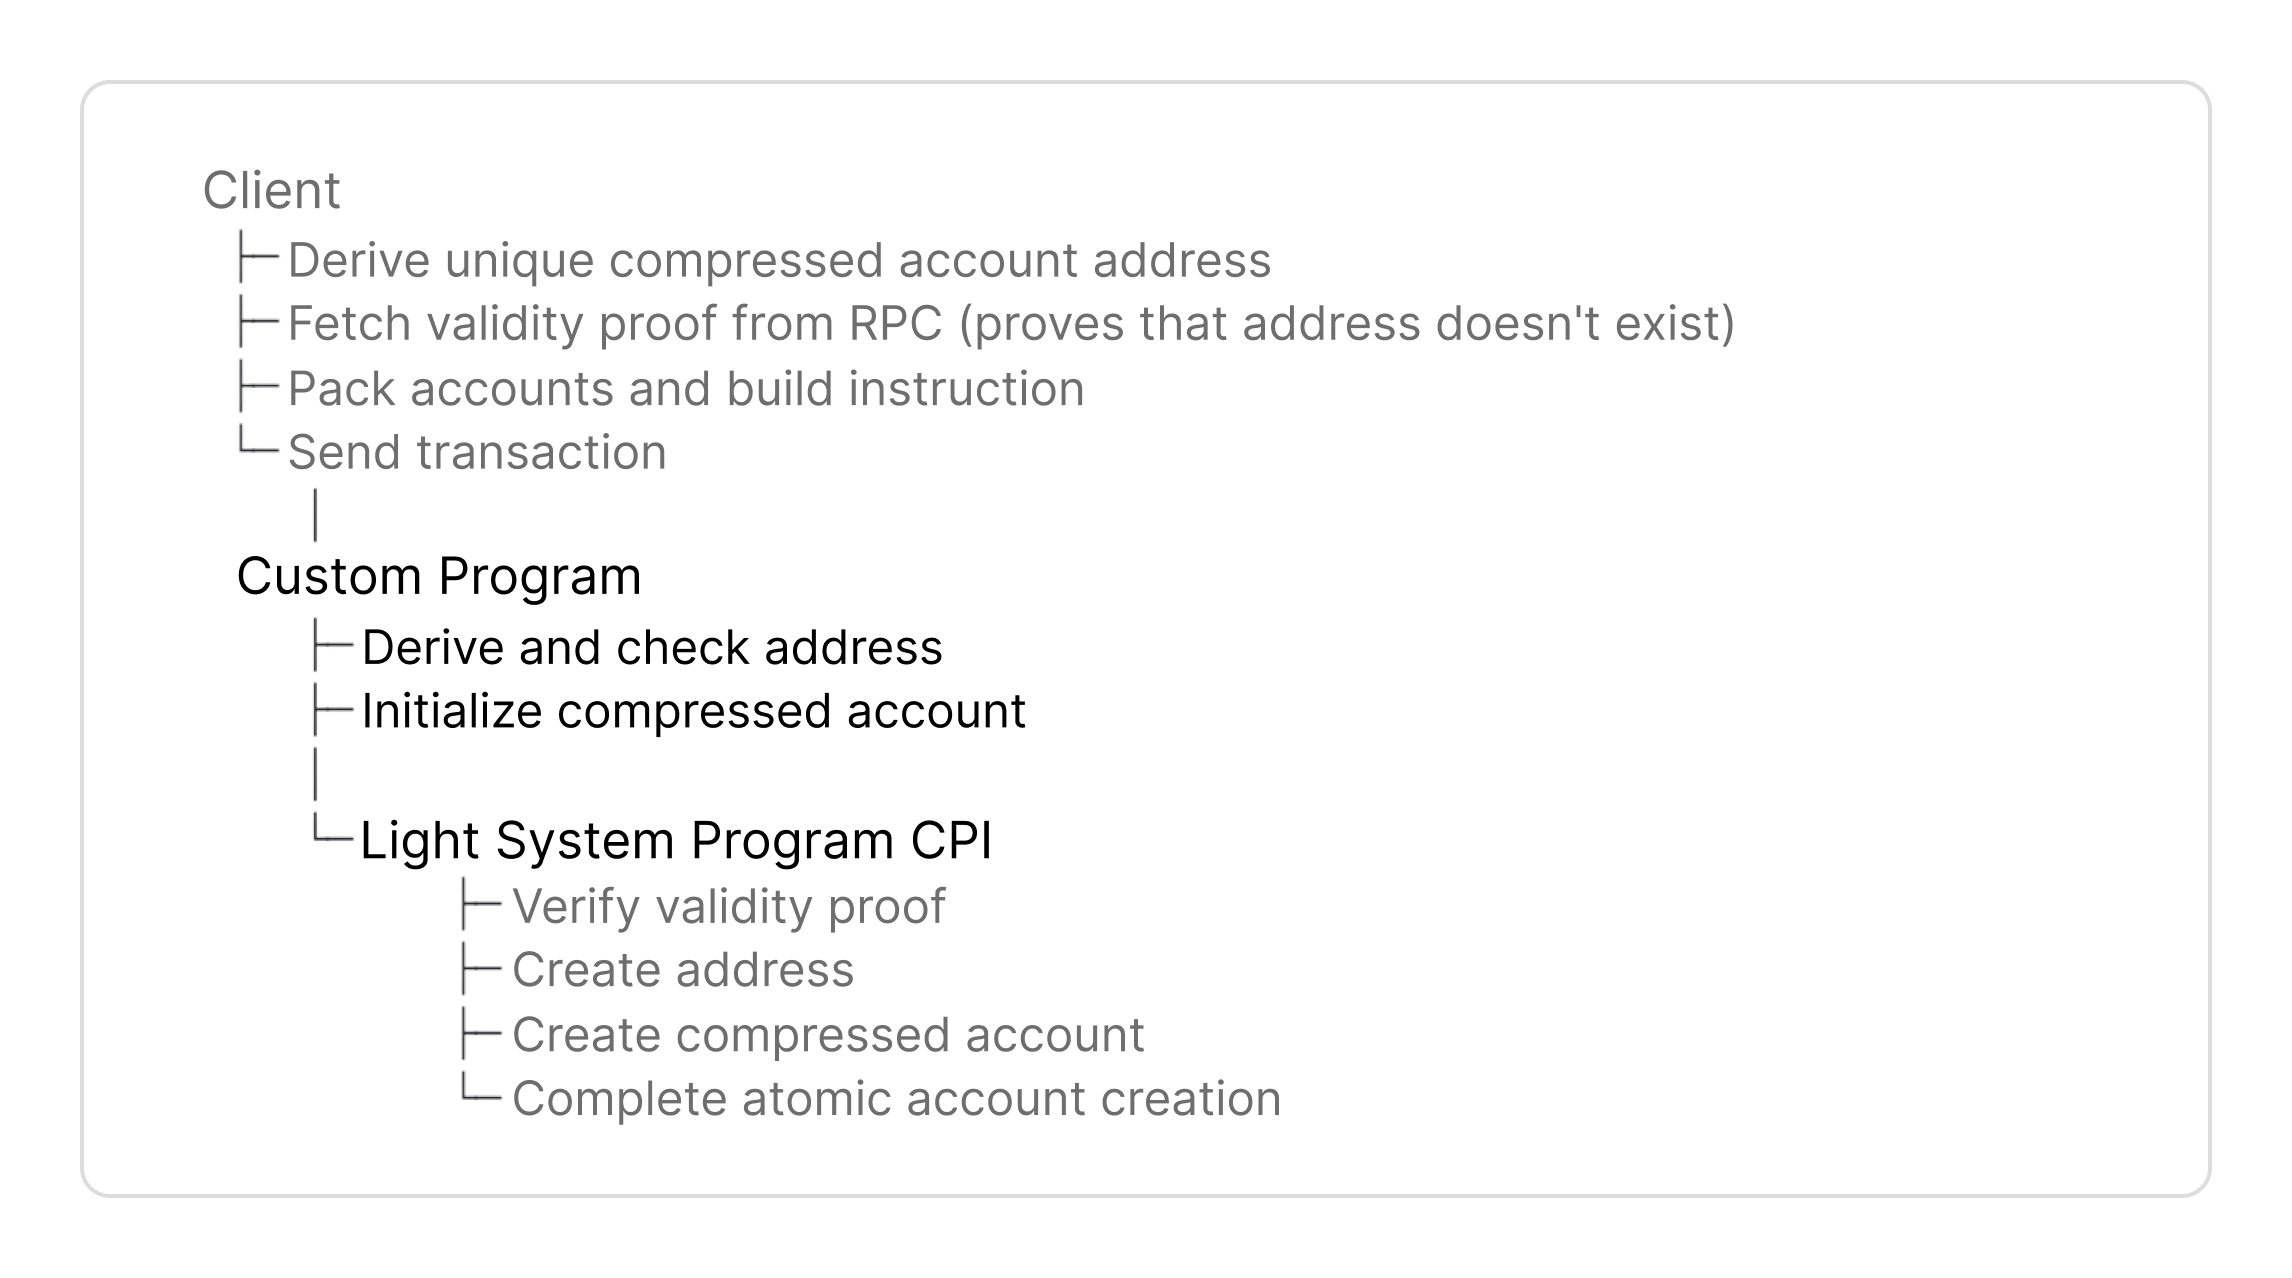 Client
├─ Derive unique compressed account address
├─ Fetch validity proof from RPC (proves that address doesn't exist)
├─ Pack accounts and build instruction
└─ Send transaction
│
Custom Program
├─ Derive and check address
├─ Initialize compressed account
│
└─ Light System Program CPI
├─ Verify validity proof
├─ Create address
├─ Create compressed account
└─ Complete atomic account creation